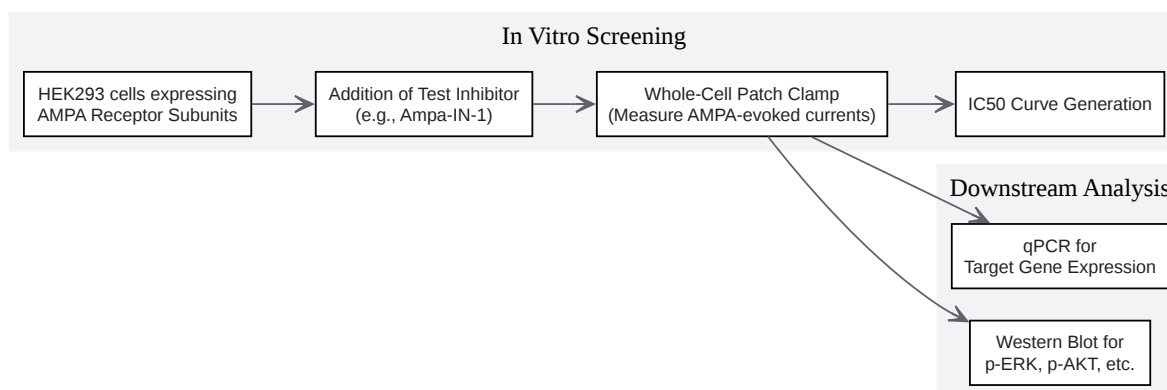 In Vitro Screening
HEK293 cells expressing
AMPA Receptor Subunits
Addition of Test Inhibitor
(e.g., Ampa-IN-1)
Whole-Cell Patch Clamp
(Measure AMPA-evoked currents)
IC50 Curve Generation
Downstream Analysis
qPCR for
Target Gene Expression
Western Blot for
p-ERK, p-AKT, etc.